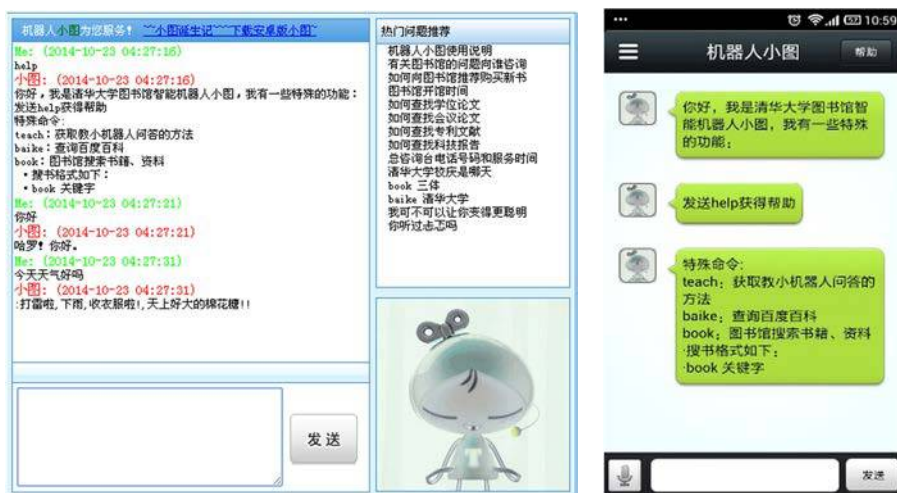 机器人小图为您服务! ~~小图诞生记~~~下载安卓版小图~
Me: (2014-10-23 04:27:16)
help
小图: (2014-10-23 04:27:16)
你好,我是清华大学图书馆智能机器人小图,我有一些特殊的功能:
发送help获得帮助
特殊命令:
teach:获取教小机器人问答的方法
baike:查询百度百科
book:图书馆搜索书籍、资料
·搜书格式如下:
·book 关键字
Me: (2014-10-23 04:27:21)
你好
小图: (2014-10-23 04:27:21)
哈罗! 你好。
Me: (2014-10-23 04:27:31)
今天天气好吗
小图: (2014-10-23 04:27:31)
:打雷啦,下雨,收衣服啦!,天上好大的棉花糖!!
发送
热门问题推荐
机器人小图使用说明
有关图书馆的问题向谁咨询
如何向图书馆推荐购买新书
图书馆开馆时间
如何查找学位论文
如何查找会议论文
如何查找专利文献
如何查找科技报告
总咨询台电话号码和服务时间
清华大学校庆是哪天
book 三体
baike 清华大学
我可不可以让你变得更聪明
你听过忐忑吗
T
52 10:59
机器人小图
帮助
你好，我是清华大学图书馆智
能机器人小图，我有一些特殊
的功能：
发送help获得帮助
特殊命令:
teach：获取教小机器人问答的
方法
baike：查询百度百科
book：图书馆搜索书籍、资料
·搜书格式如下：
·book 关键字
发送